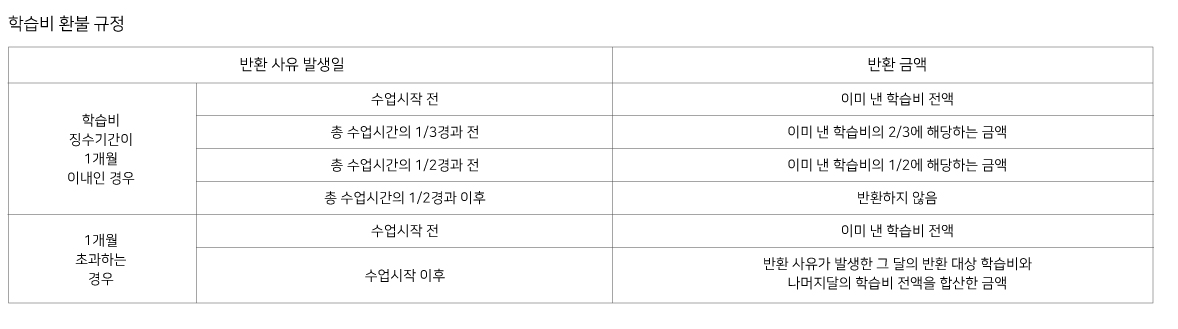 학습비 환불 규정
반환 사유 발생일
반환 금액
학습비
징수기간이
1개월
이내인 경우
수업시작 전
이미 낸 학습비 전액
총 수업시간의 1/3경과 전
이미 낸 학습비의 2/3에 해당하는 금액
총 수업시간의 1/2경과 전
이미 낸 학습비의 1/2에 해당하는 금액
총 수업시간의 1/2경과 이후
반환하지 않음
1개월
초과하는
경우
수업시작 전
이미 낸 학습비 전액
수업시작 이후
반환 사유가 발생한 그 달의 반환 대상 학습비와
나머지달의 학습비 전액을 합산한 금액